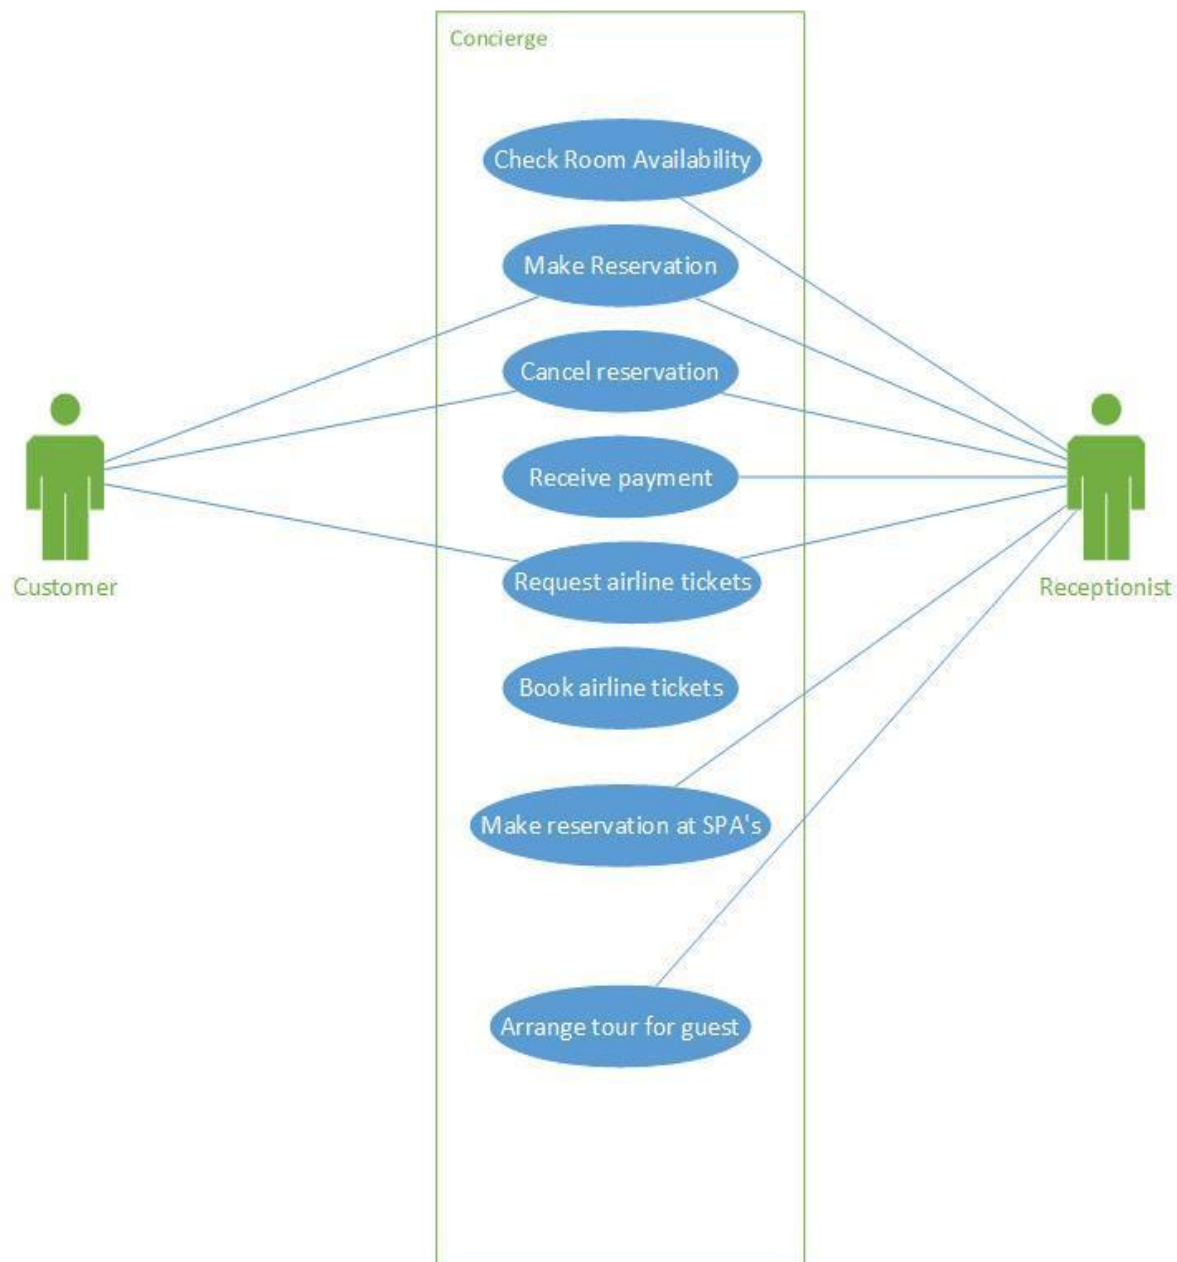 Concierge
Check Room Availability
Make Reservation
Cancel reservation
Receive payment
Request airline tickets
Customer
Receptionist
Book airline tickets
Make reservation at SPA's
Arrange tour for guest